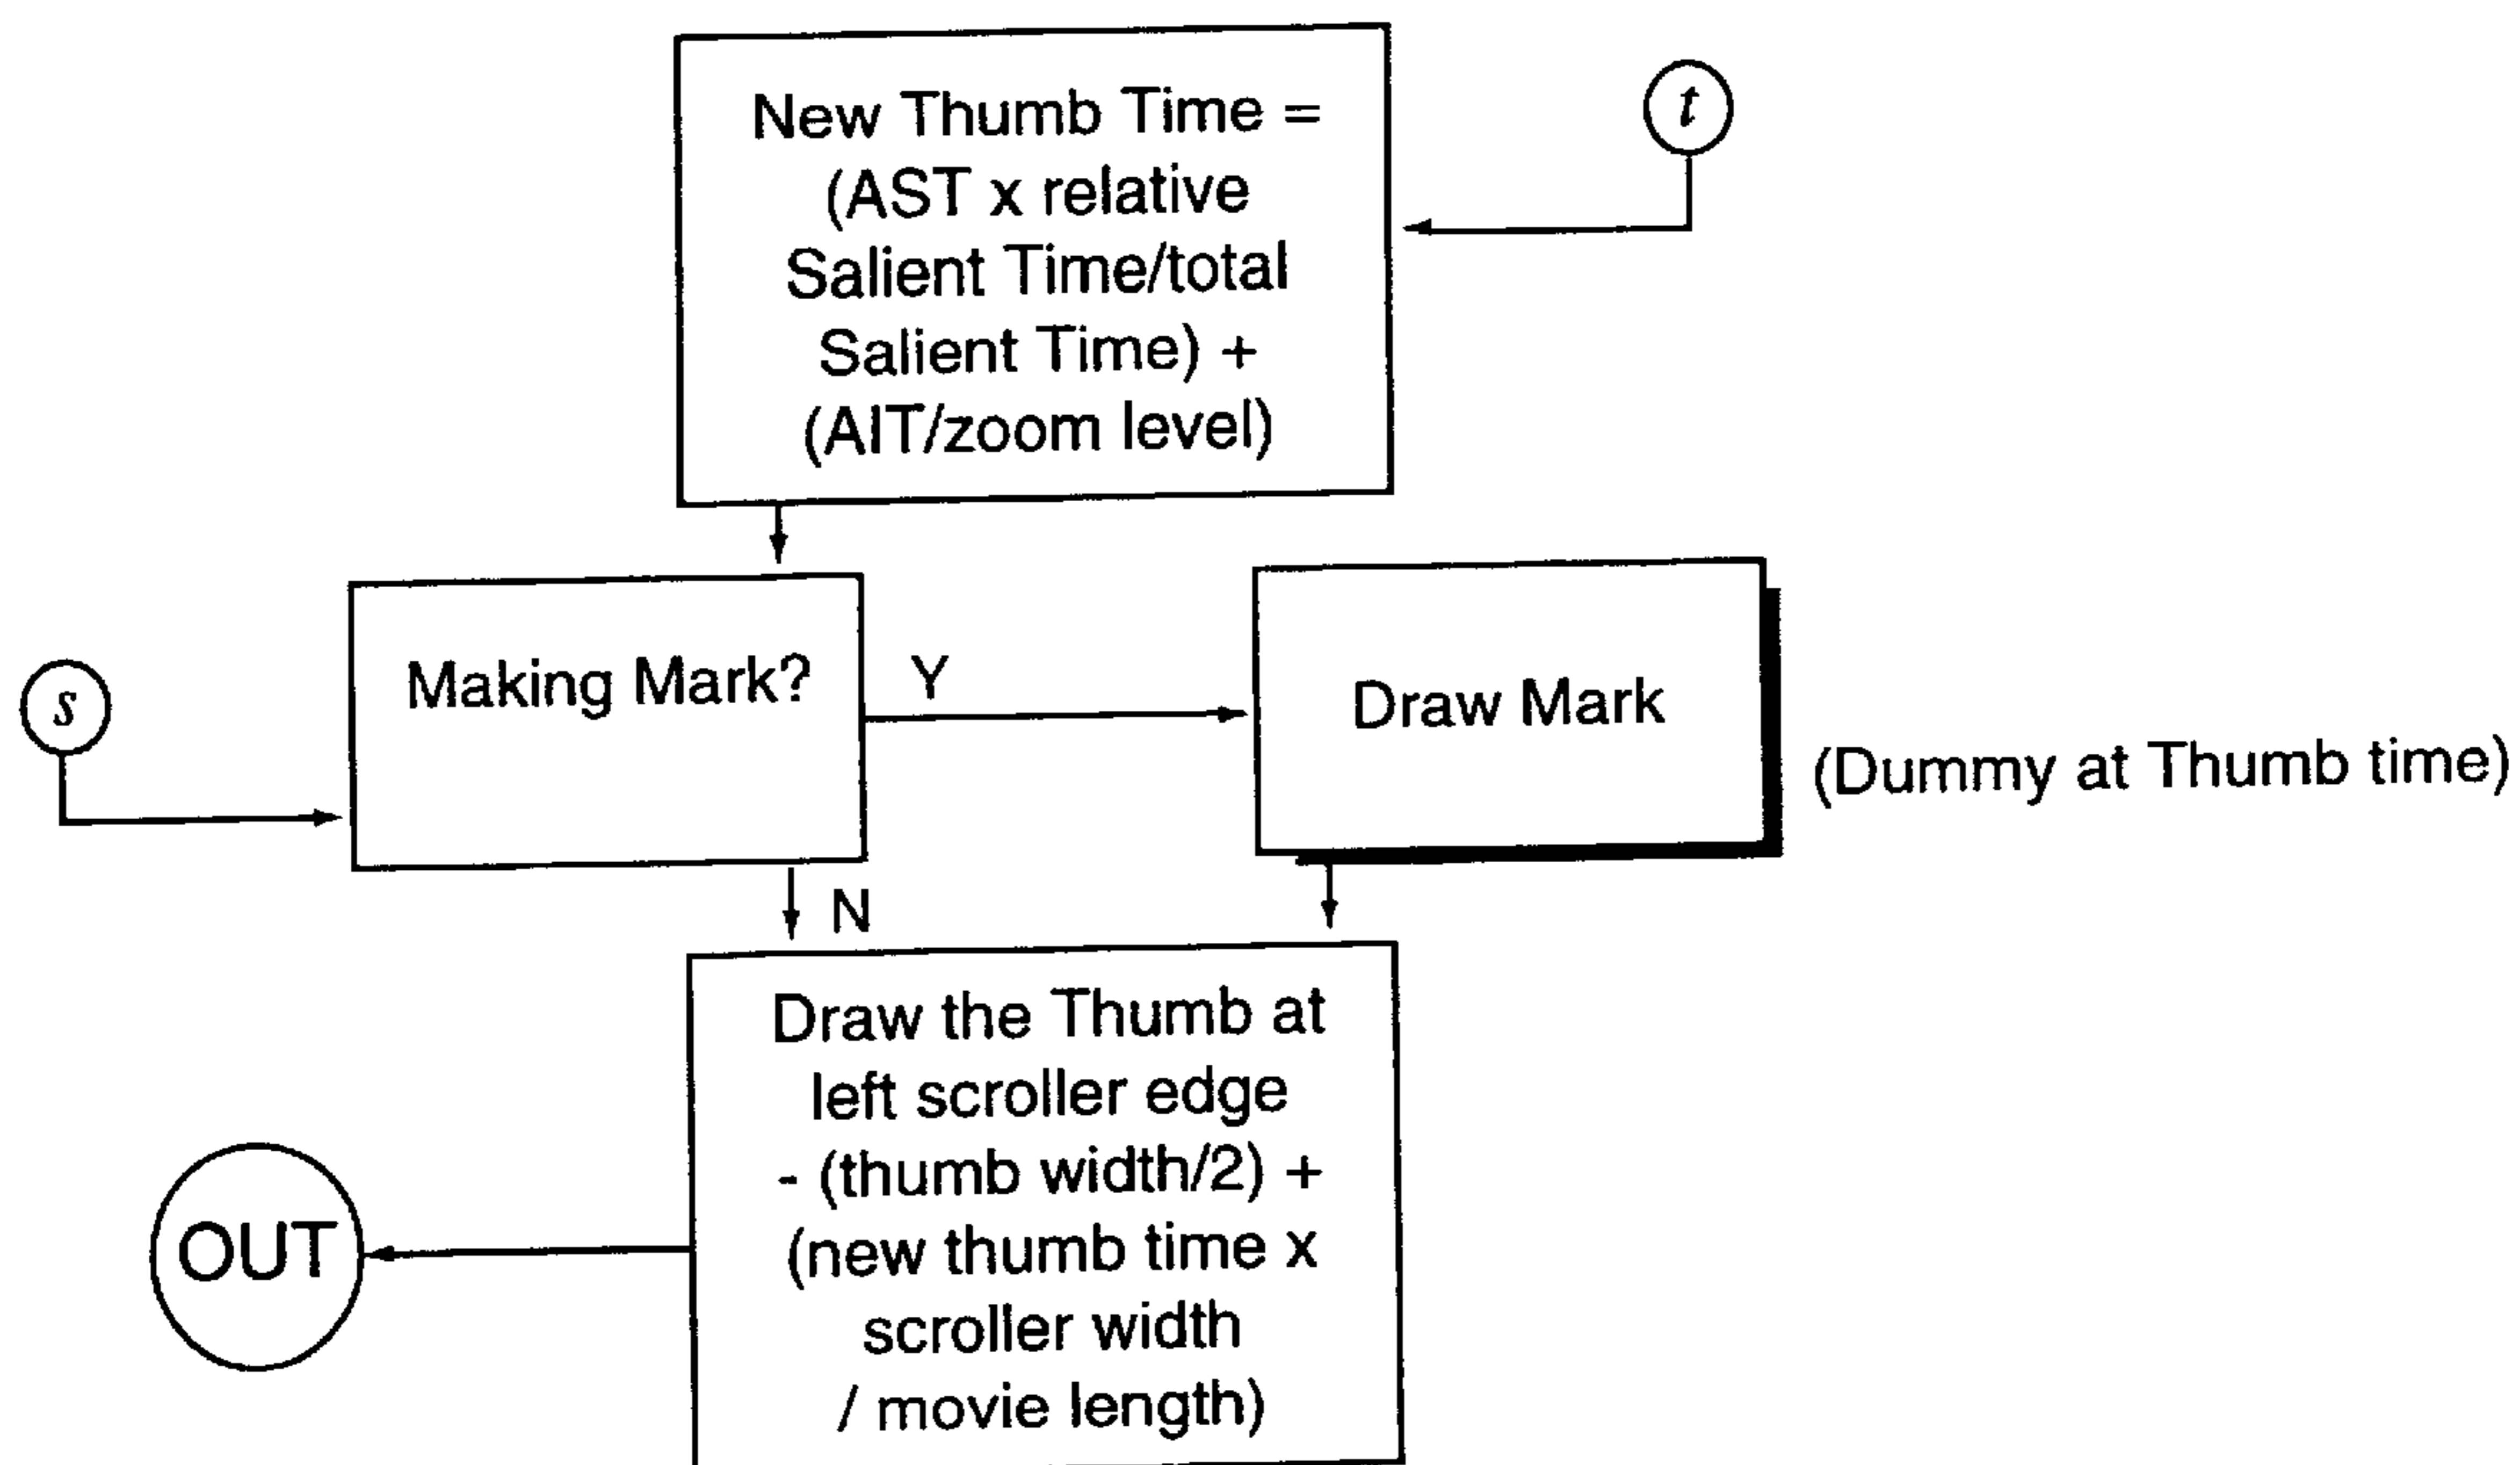 New Thumb Time =
(AST x relative
Salient Time/total
Salient Time) +
(AIT/zoom level)
t
Making Mark?
Y
Draw Mark
s
(Dummy at Thumb time)
N
Draw the Thumb at
left scroller edge
- (thumb width/2) +
(new thumb time x
scroller width
/ movie length)
OUT